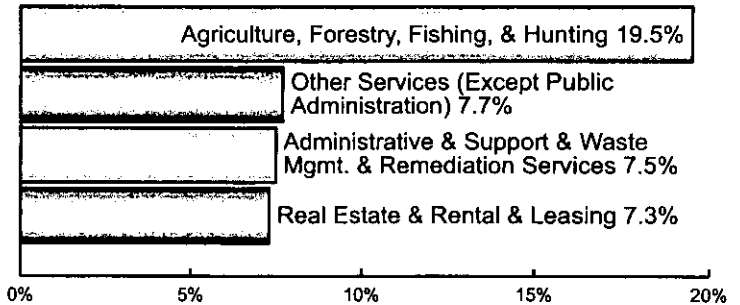 Agriculture, Forestry, Fishing, & Hunting 19.5%
Other Services (Except Public
Administration) 7.7%
Administrative & Support & Waste
Mgmt. & Remediation Services 7.5%
Real Estate & Rental & Leasing 7.3%
0% 5% 10% 15% 20%